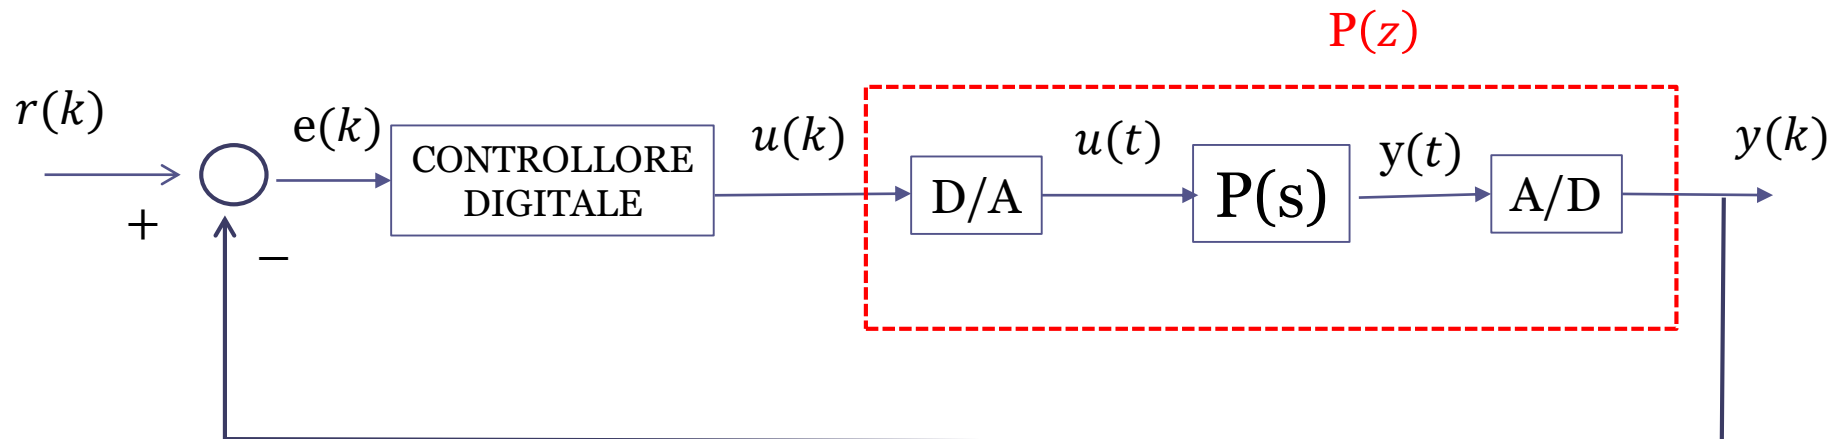 P(z)
r(k)
e(k)
CONTROLLORE
DIGITALE
u(k)
D/A
u(t)
P(s)
y(t)
A/D
y(k)
+
−